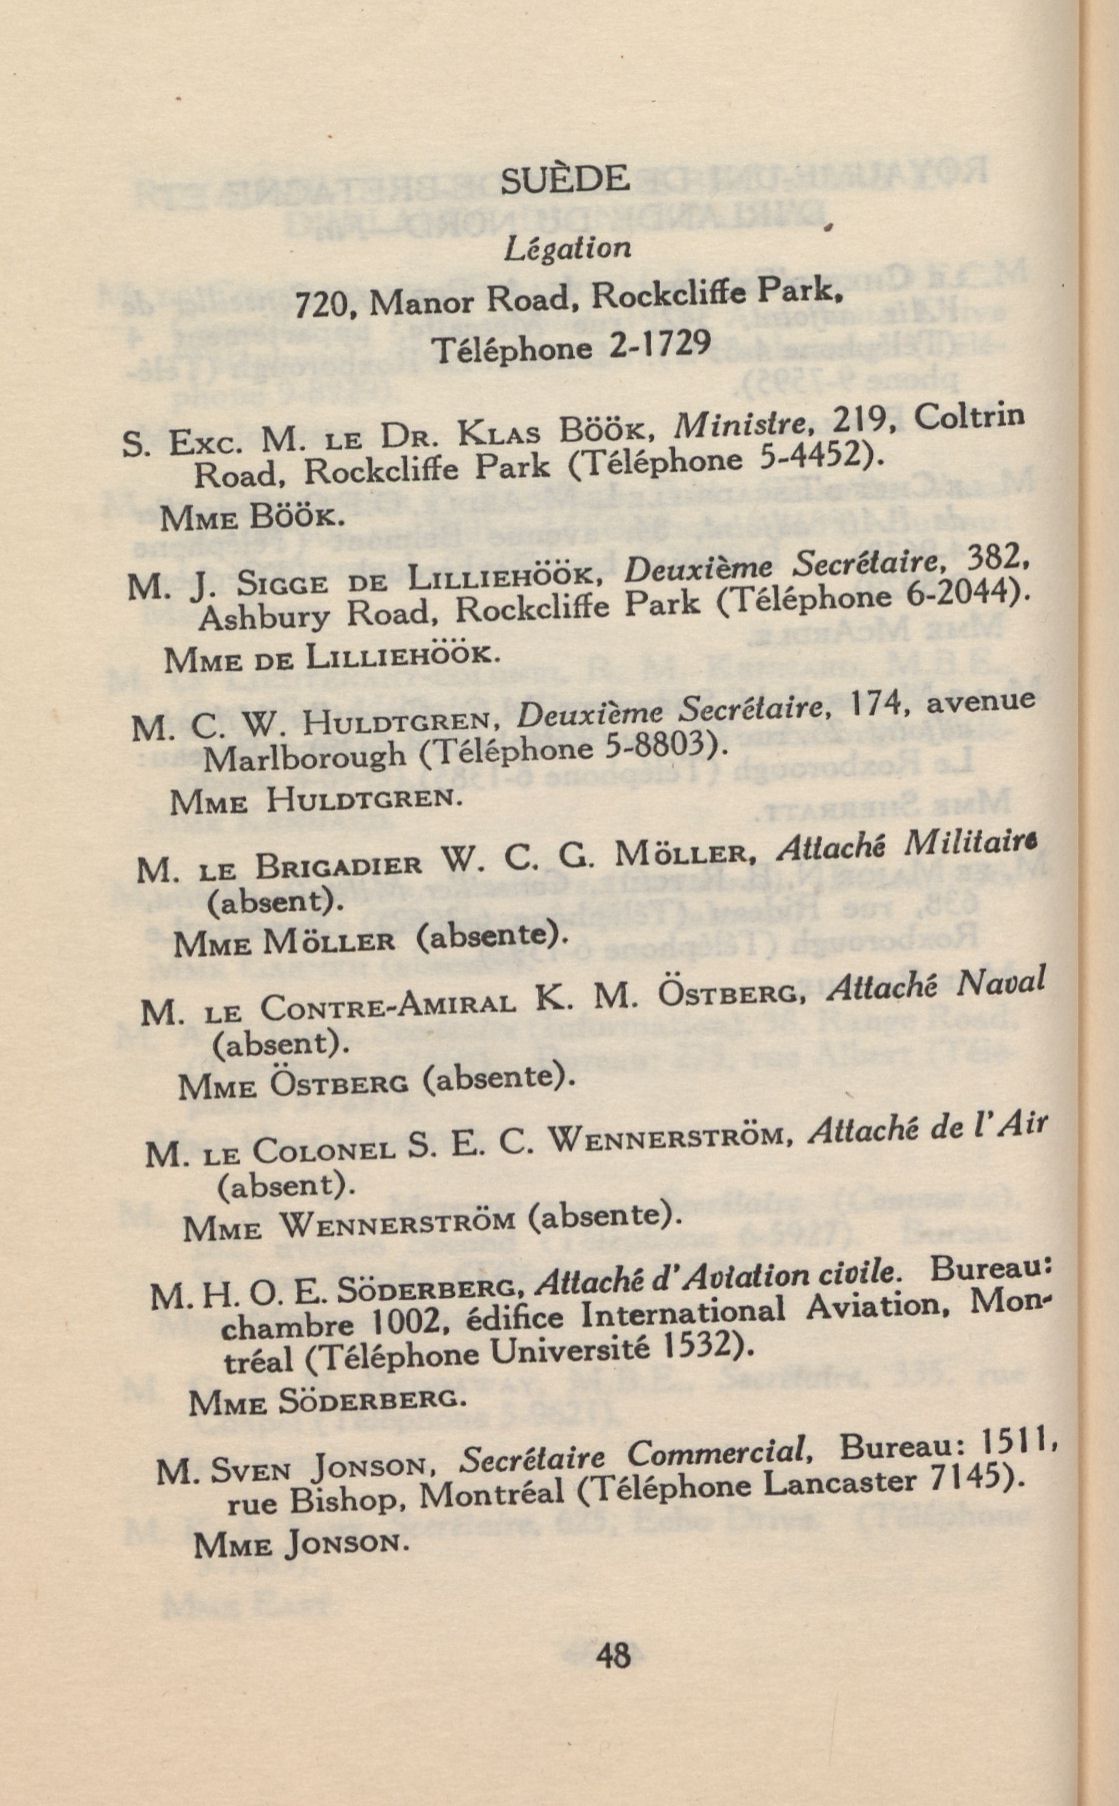 SUÈDE
Légation
720, Manor Road, Rockcliffe Park,
Téléphone 2-1729
S. Exc. M. le Dr. Klas Böök, Ministre, 219, Coltrin
Road, Rockcliffe Park (Téléphone 5-4452).
Mme Böök.
M. J. Sigge de Lilliehöök, Deuxième Secrétaire, 382,
Ashbury Road, Rockcliffe Park (Téléphone 6-2044).
Mme de Lilliehöök.
M. C. W. Huldtgren, Deuxième Secrétaire, 174, avenue
Marlborough (Téléphone 5-8803).
Mme Huldtgren.
M. le Brigadier W. C. G. Möller, Attaché Militaire
(absent).
Mme Möller (absente).
M. le Contre-Amiral K. M. Östberg, Attaché Naval
(absent).
Mme Östberg (absente).
M. le Colonel S. E. C. Wennerström, Attaché de l'Air
(absent).
Mme Wennerström (absente).
M. H. O. E. Söderberg, Attaché d'Aviation civile. Bureau:
chambre 1002, édifice International Aviation, Mon-
tréal (Téléphone Université 1532).
Mme Söderberg.
M. Sven Jonson, Secrétaire Commercial, Bureau: 1511,
rue Bishop, Montréal (Téléphone Lancaster 7145).
Mme Jonson.
48